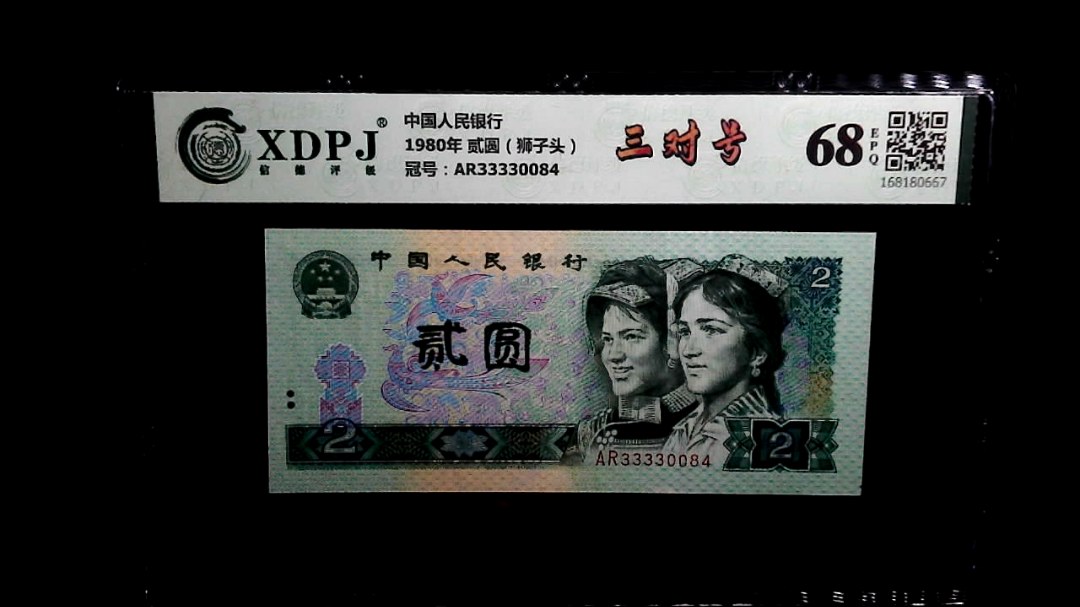 XDPJ®
信德评级
中国人民银行
1980年 贰圆（狮子头）
冠号：AR33330084
三对号
68 EPQ
168180667
中国人民银行
2
贰圆
2
AR33330084
2